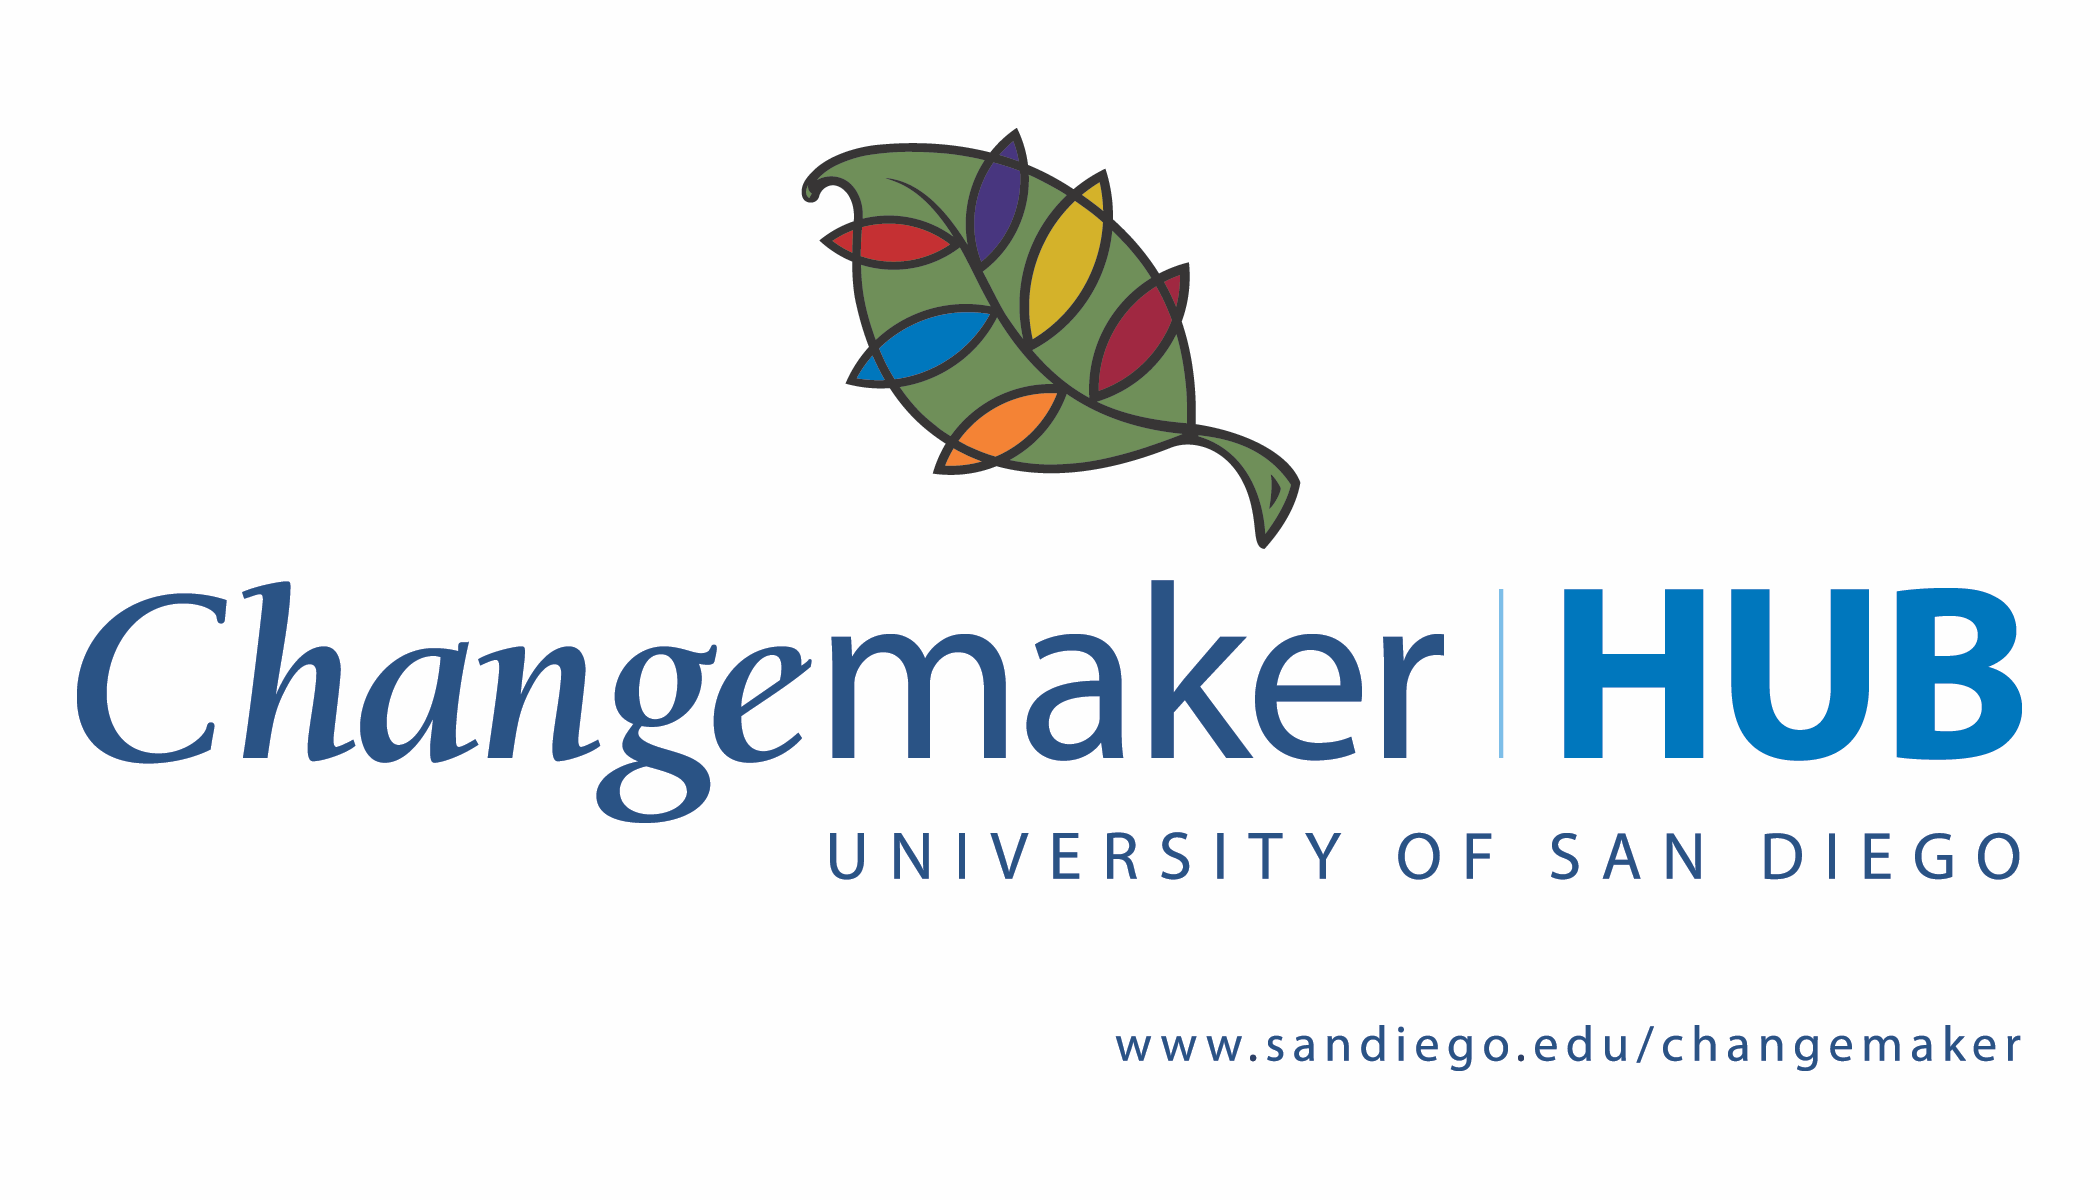 Changemaker | HUB
UNIVERSITY OF SAN DIEGO
www.sandiego.edu/changemaker